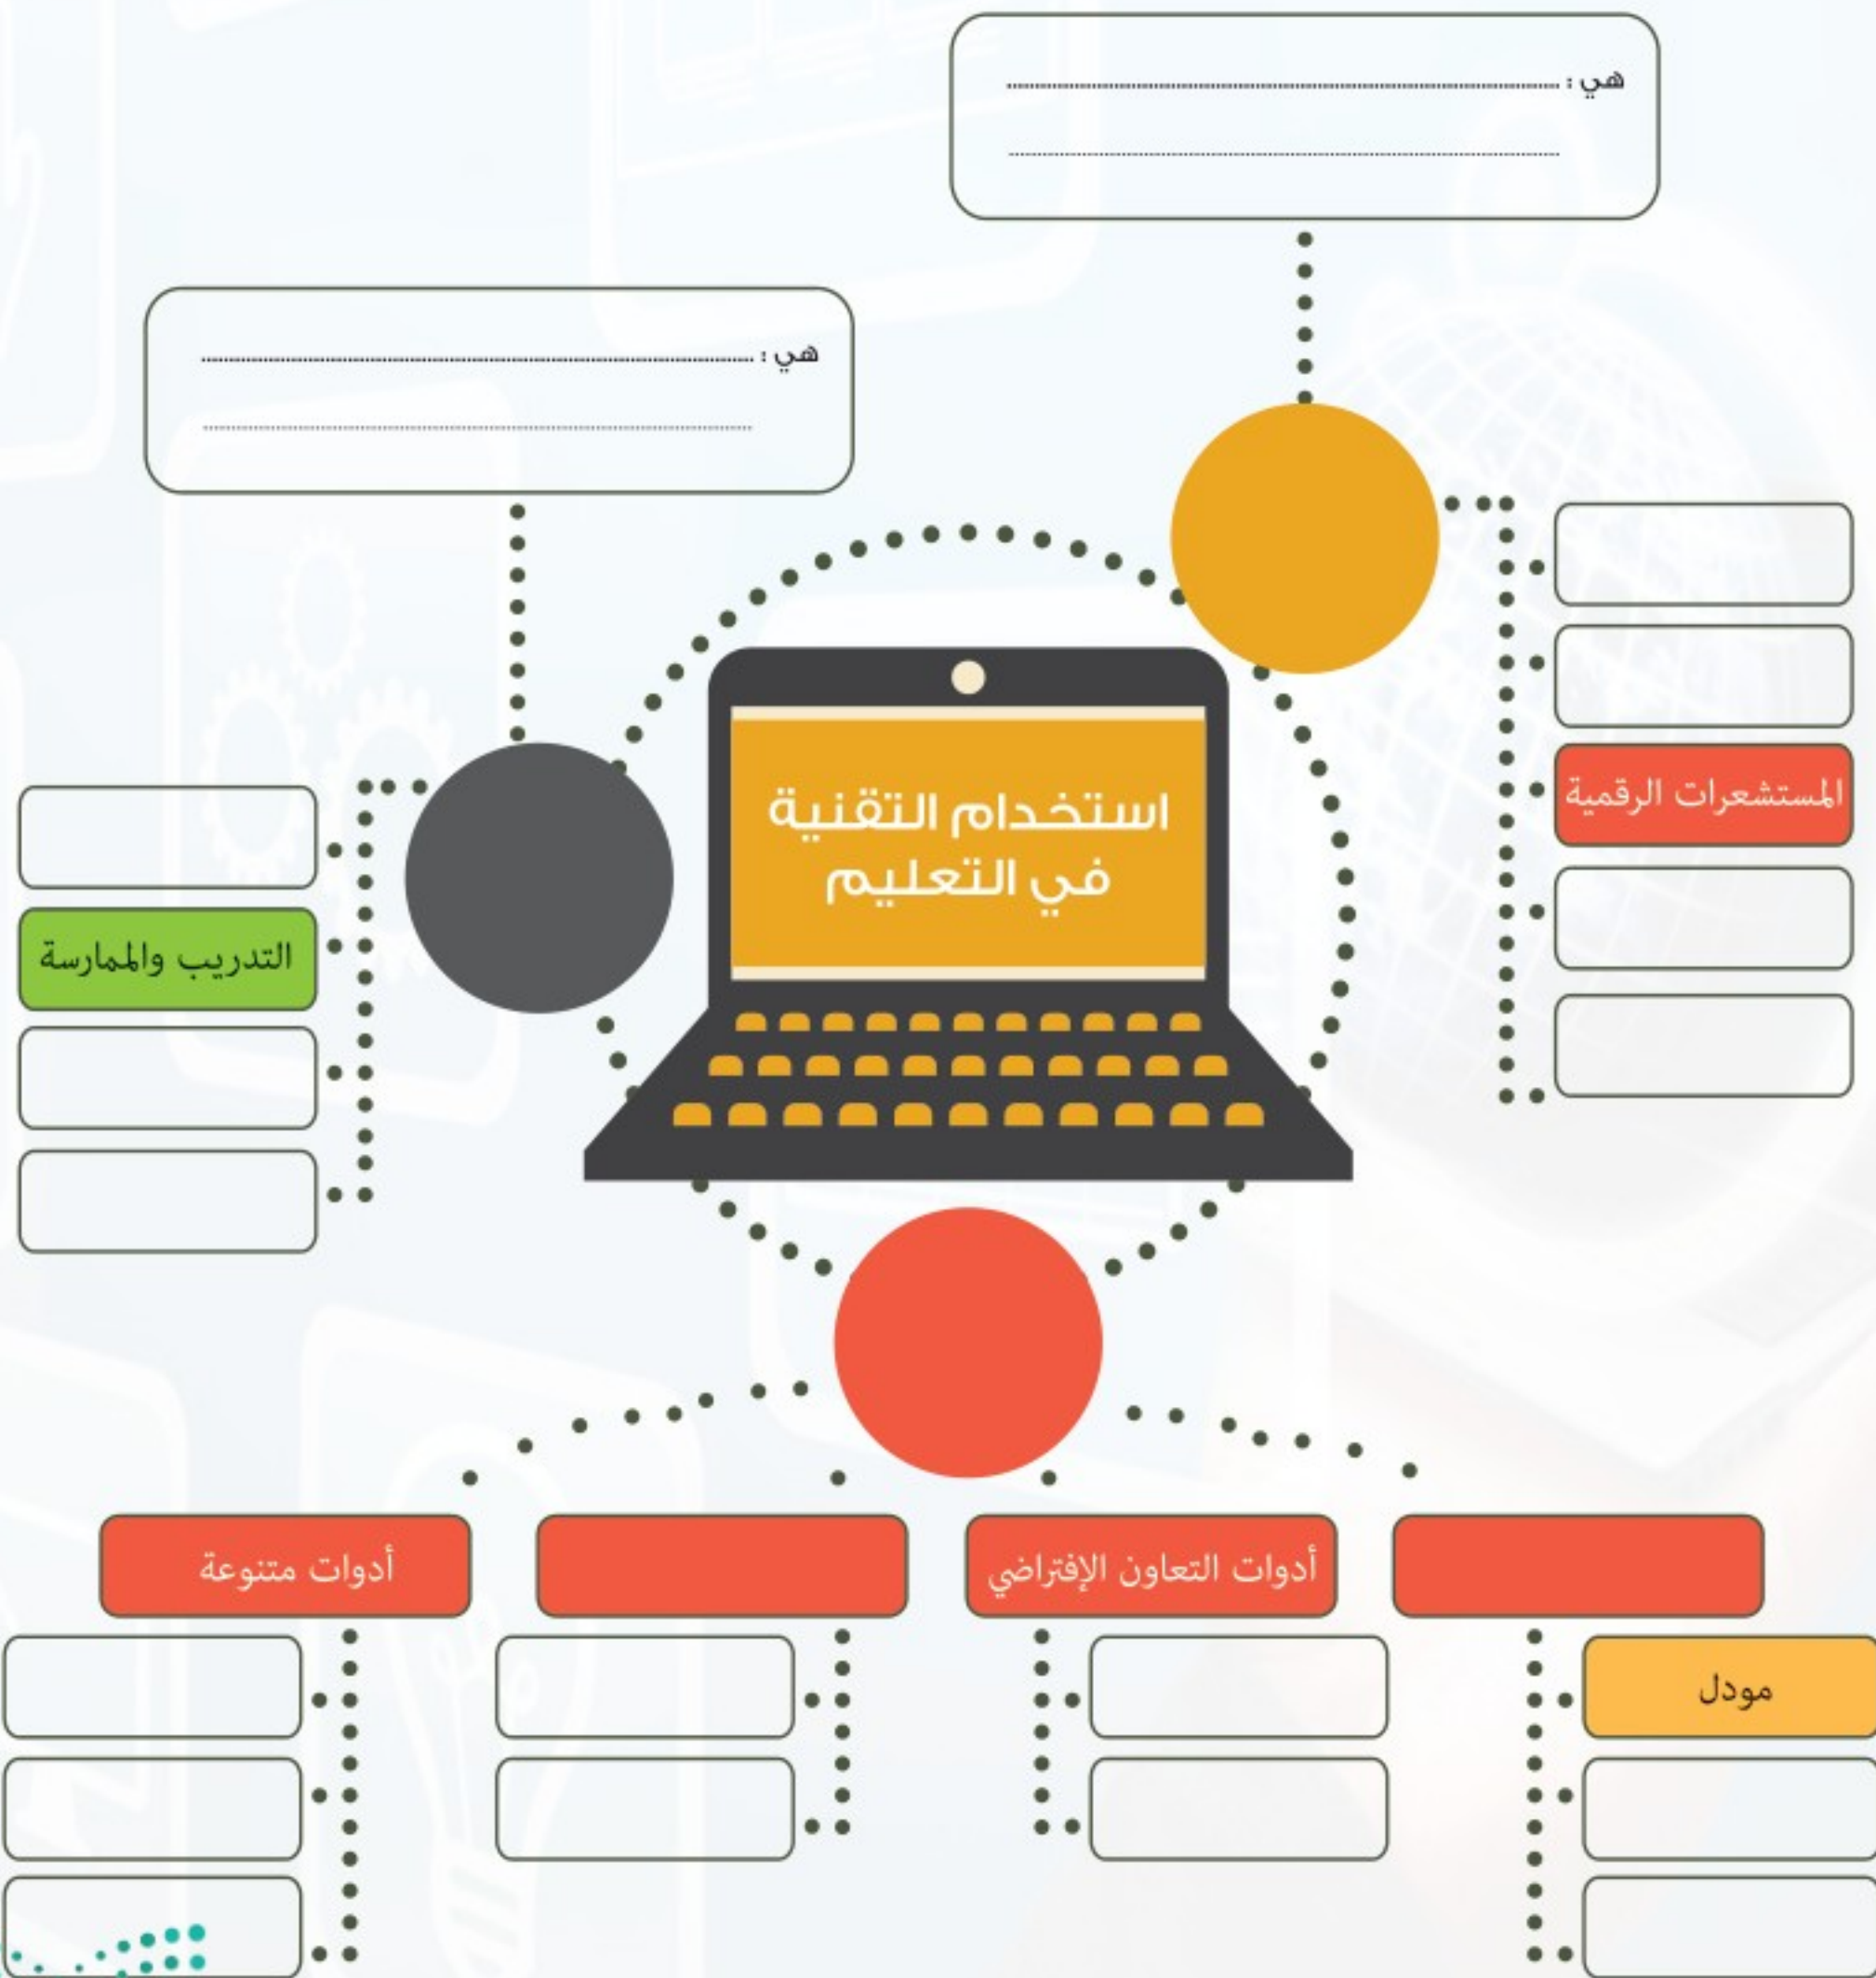 هي : ........................................
........................................
هي : ........................................
........................................
استخدام التقنية
في التعليم
المستشعرات الرقمية
التدريب والممارسة
أدوات التعاون الإفتراضي
أدوات متنوعة
مودل